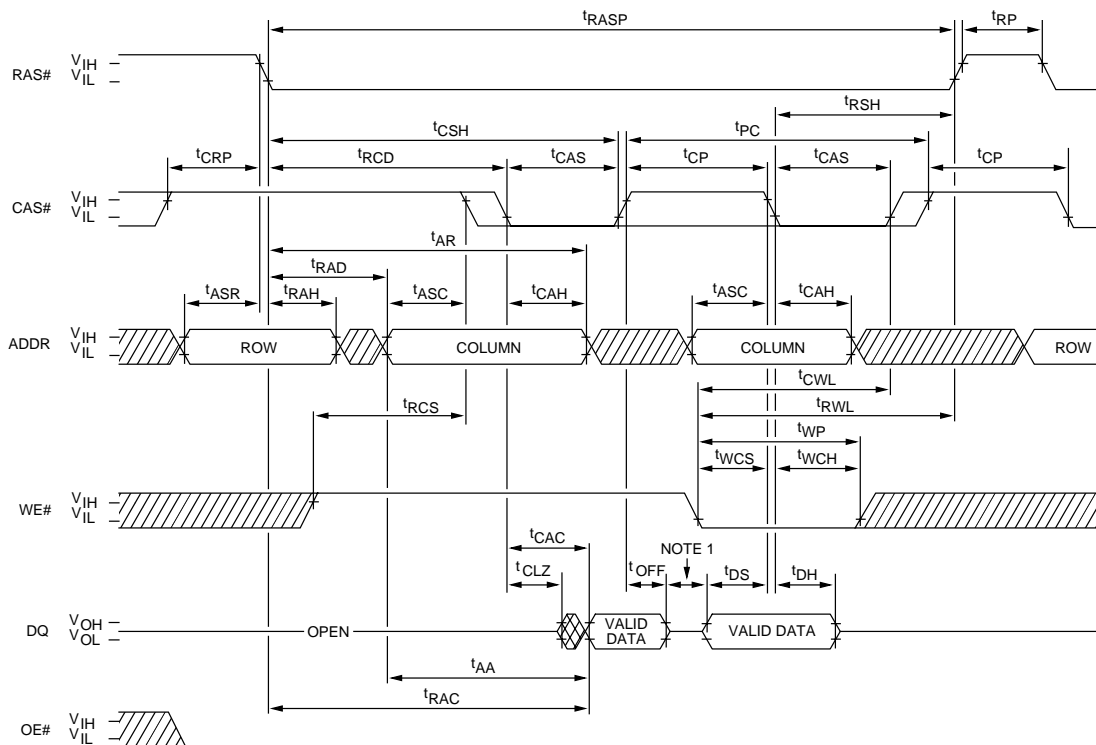 tRASP tRP
RAS# VIH
VIL
tRSH
tCSH tPC
tCRP tRCD tCAS tCP tCAS tCP
CAS# VIH
VIL
tAR
tRAD
tASR tRAH tASC tCAH tASC tCAH
ADDR VIH
VIL
ROW COLUMN COLUMN ROW
tCWL
tRCS tRWL
tWP
tWCS tWCH
WE# VIH
VIL
tCAC NOTE 1
tCLZ tOFF tDS tDH
DQ VOH
VOL
OPEN VALID
DATA VALID DATA
tAA
tRAC
OE# VIH
VIL